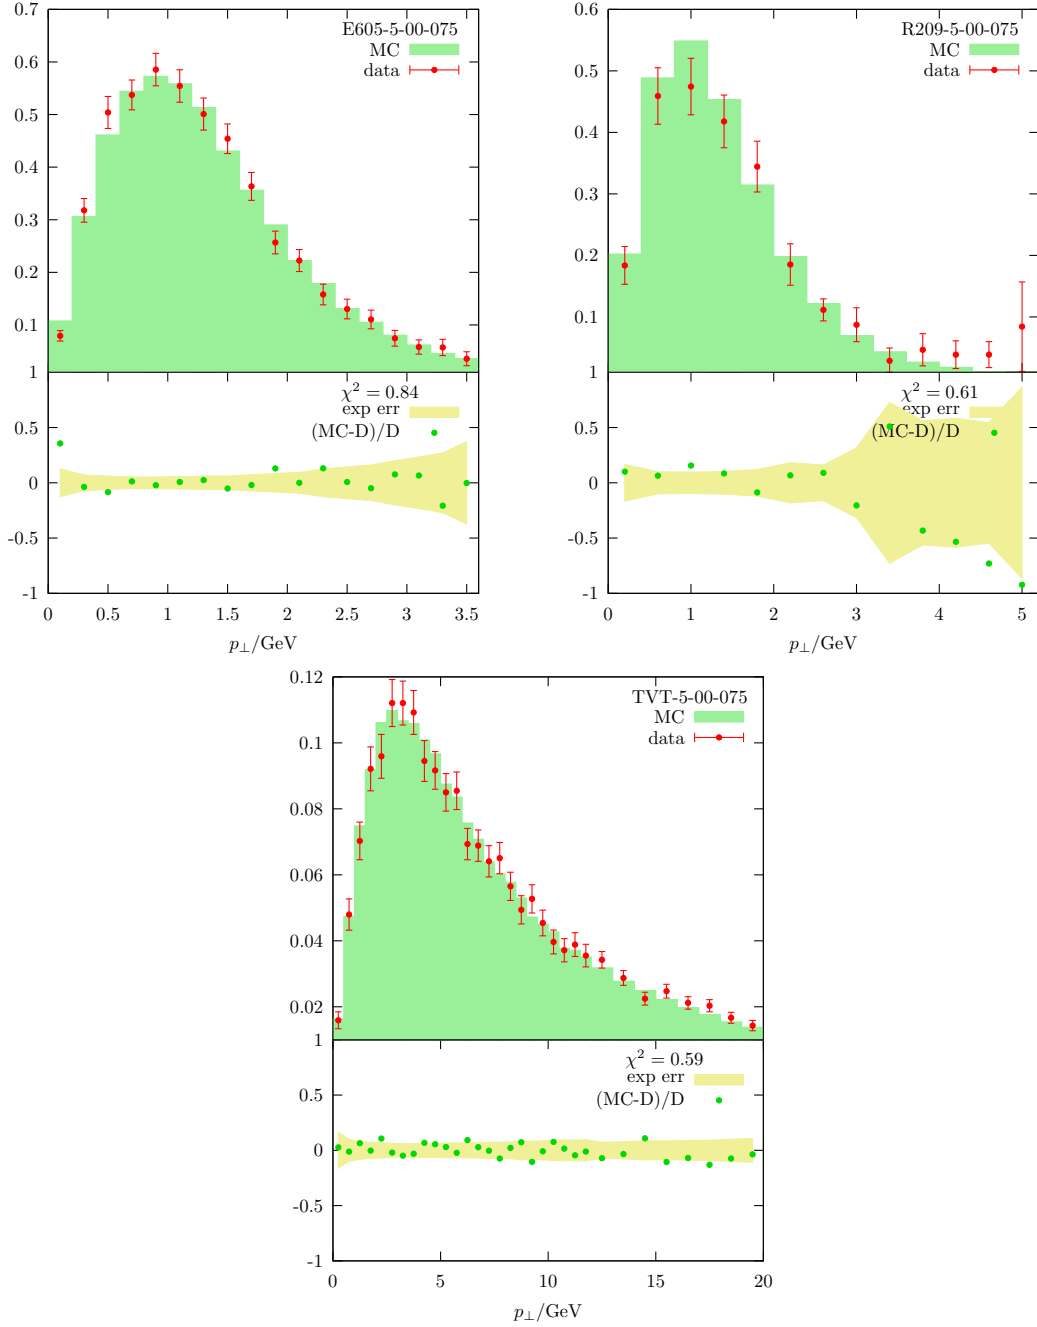 0.7
E605-5-00-075
MC
data
0.6
0.5
0.4
0.3
0.2
0.1
1
χ² = 0.84
exp err
(MC-D)/D
0.5
0
-0.5
-1
0 0.5 1 1.5 2 2.5 3 3.5
p⊥/GeV
0.6
R209-5-00-075
MC
data
0.5
0.4
0.3
0.2
0.1
1
χ² = 0.61
exp err
(MC-D)/D
0.5
0
-0.5
-1
0 1 2 3 4 5
p⊥/GeV
0.12
TVT-5-00-075
MC
data
0.1
0.08
0.06
0.04
0.02
1
χ² = 0.59
exp err
(MC-D)/D
0.5
0
-0.5
-1
0 5 10 15 20
p⊥/GeV